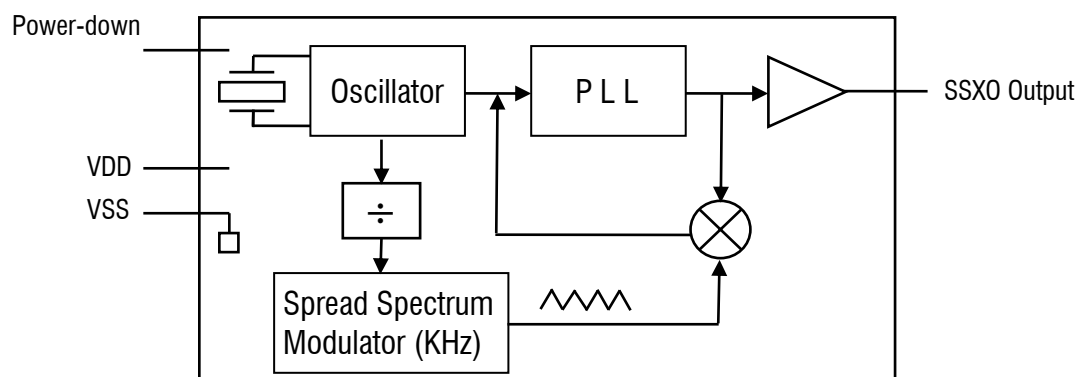 Power-down
Oscillator
P L L
SSXO Output
VDD
VSS
÷
Spread Spectrum
Modulator (KHz)